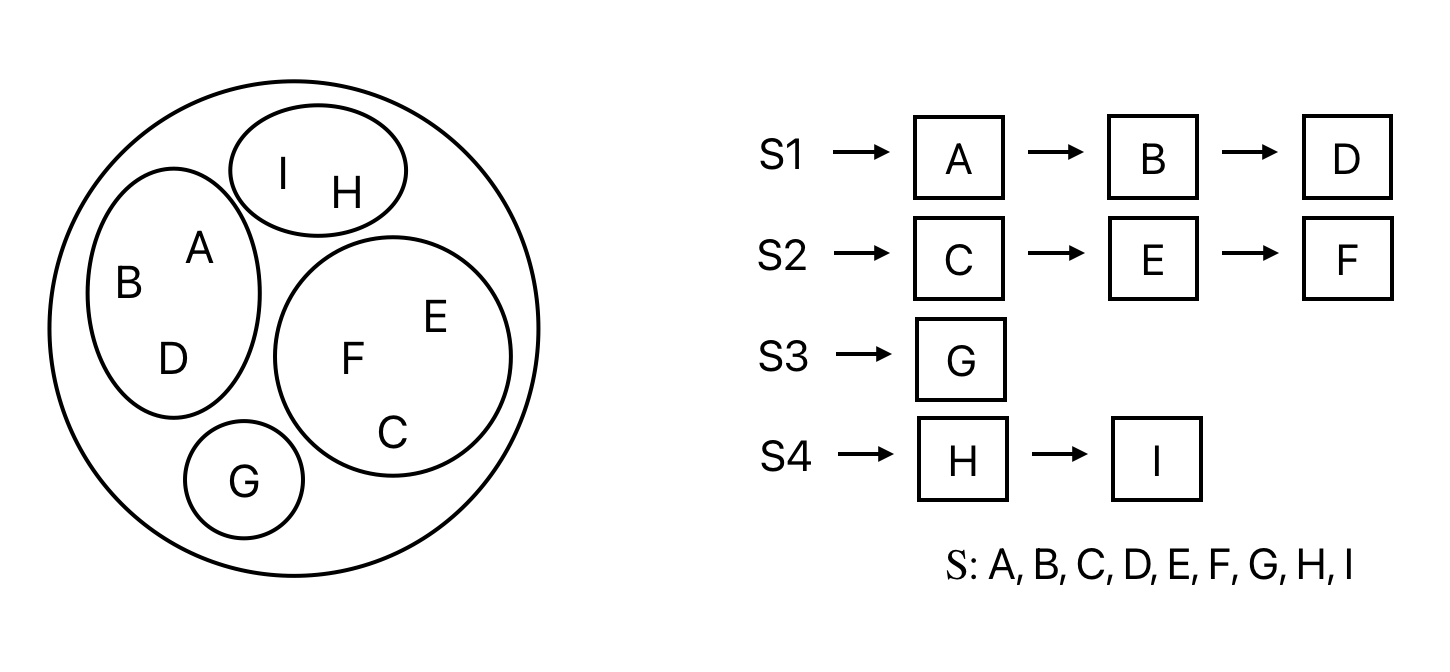 I H
A
B
E
F
D
C
G
S1 A B D
S2 C E F
S3 G
S4 H I
S: A, B, C, D, E, F, G, H, I